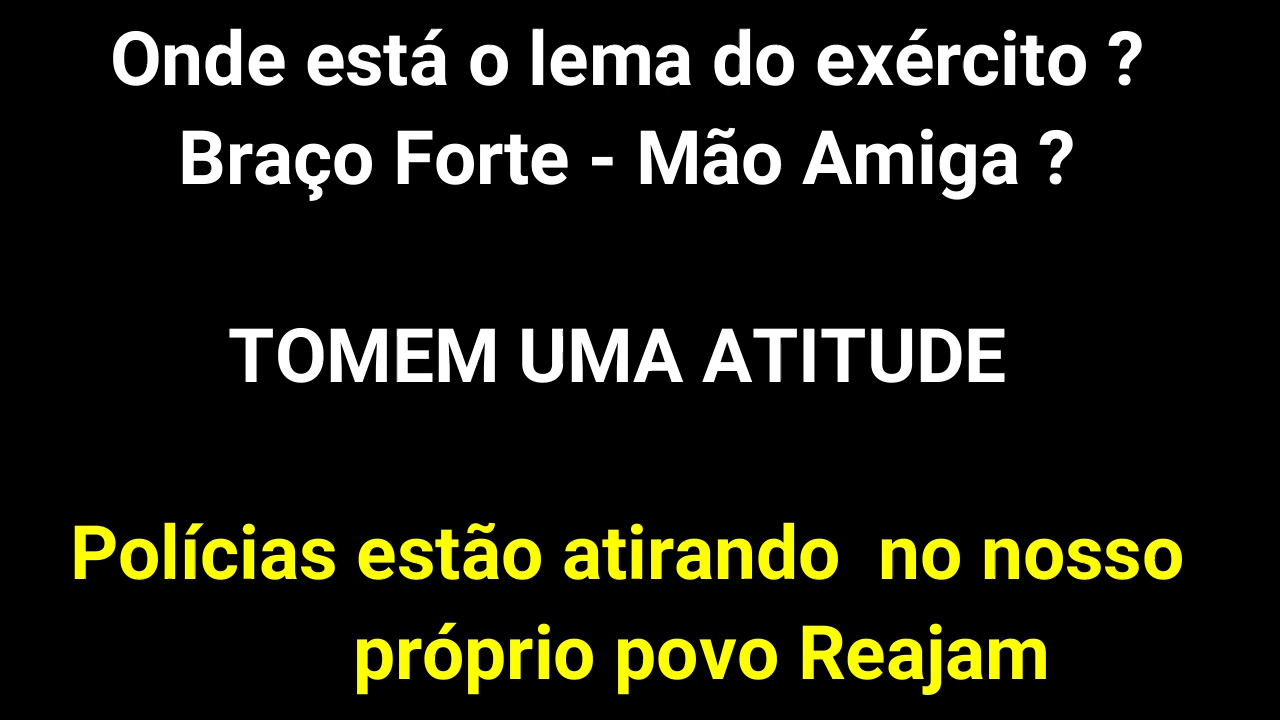 Onde está o lema do exército ?
Braço Forte - Mão Amiga ?
TOMEM UMA ATITUDE
Polícias estão atirando  no nosso
próprio povo Reajam